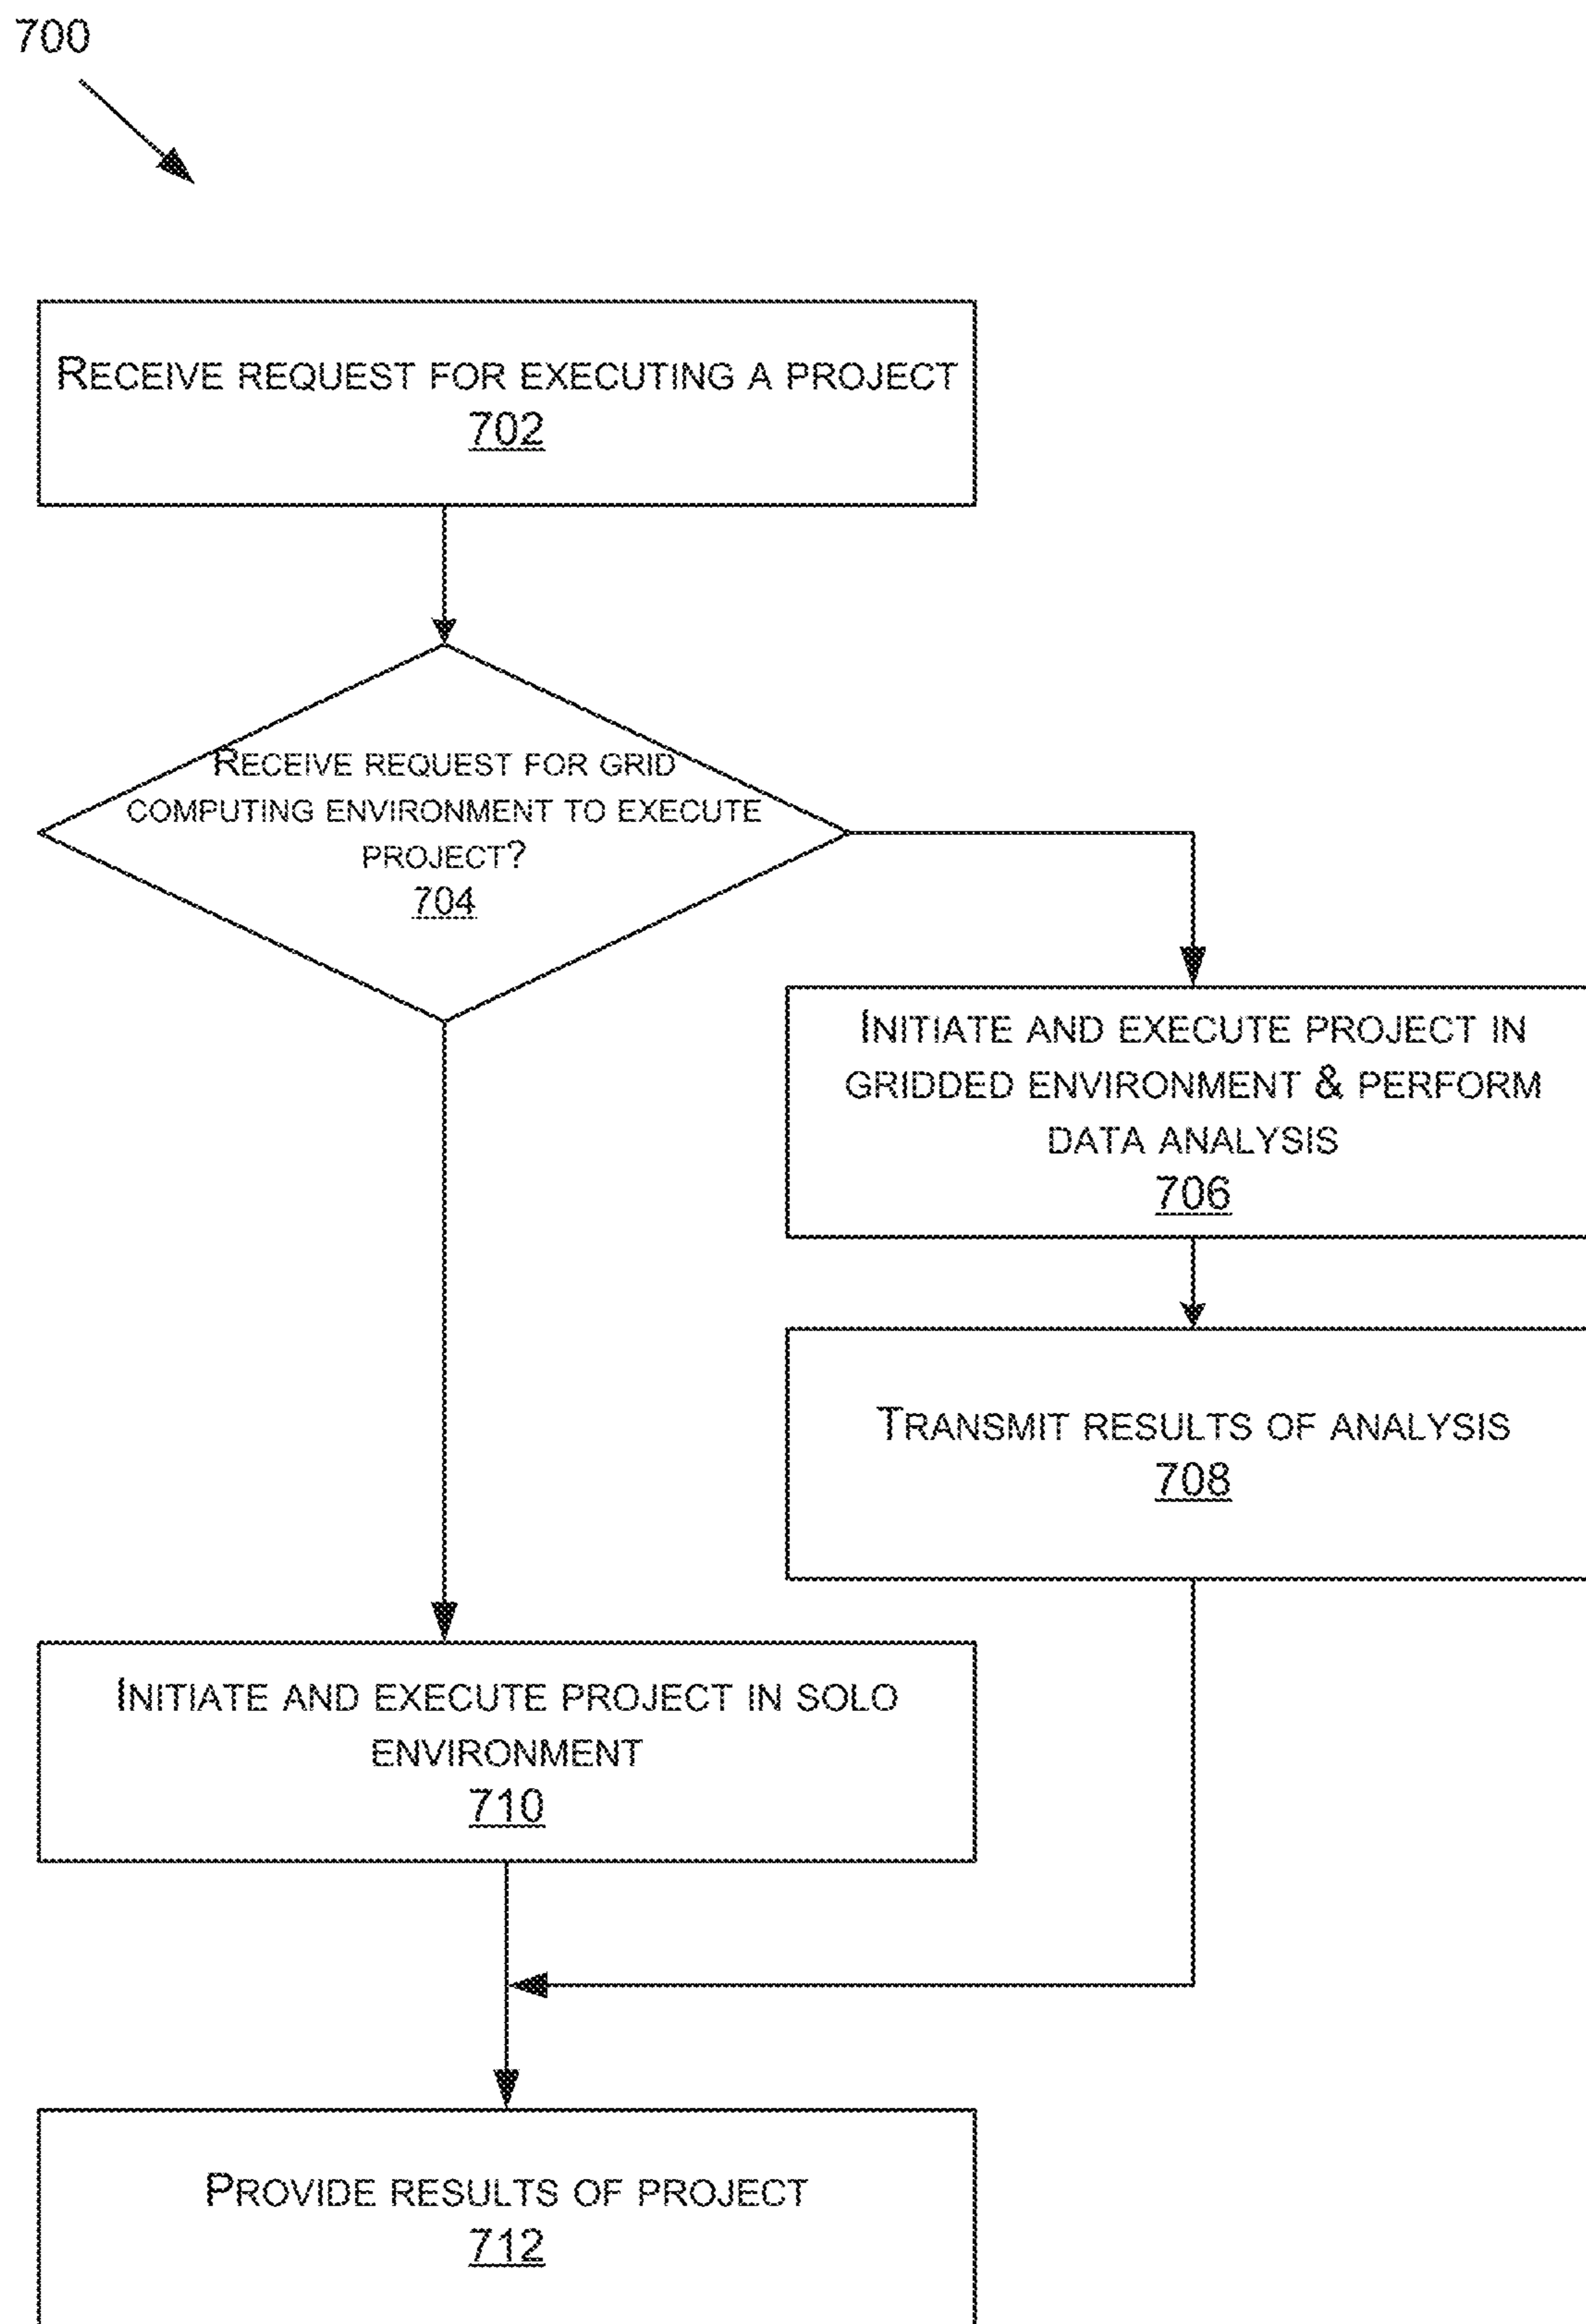 700
RECEIVE REQUEST FOR EXECUTING A PROJECT
702
RECEIVE REQUEST FOR GRID
COMPUTING ENVIRONMENT TO EXECUTE
PROJECT?
704
INITIATE AND EXECUTE PROJECT IN
GRIDDED ENVIRONMENT & PERFORM
DATA ANALYSIS
706
TRANSMIT RESULTS OF ANALYSIS
708
INITIATE AND EXECUTE PROJECT IN SOLO
ENVIRONMENT
710
PROVIDE RESULTS OF PROJECT
712